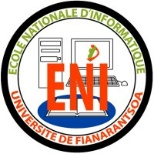 ECOLE NATIONALE D'INFORMATIQUE
ENI
UNIVERSITE DE FIANARANTSOA